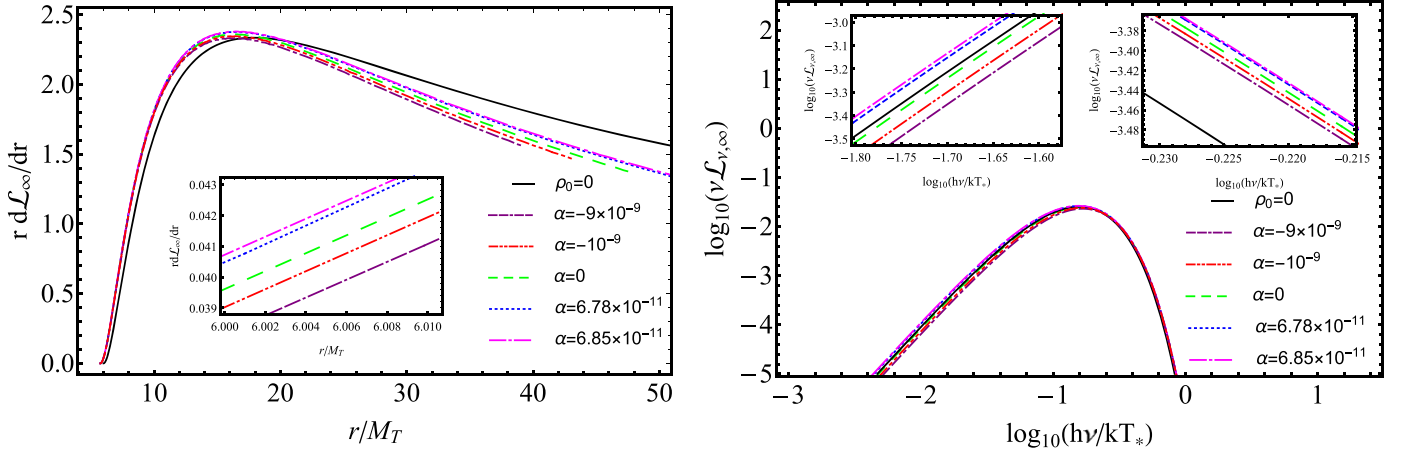 r dℒ∞/dr
2.5
2.0
1.5
1.0
0.5
0.0
10
20
30
40
50
r/M_T
rdℒ∞/dr
0.043
0.042
0.041
0.040
0.039
6.000
6.002
6.004
6.006
6.008
6.010
r/M_T
ρ₀=0
α=−9×10⁻⁹
α=−10⁻⁹
α=0
α=6.78×10⁻¹¹
α=6.85×10⁻¹¹
log₁₀(νℒ_ν,∞)
2
1
0
−1
−2
−3
−4
−5
−3
−2
−1
0
1
log₁₀(hν/kT_*)
log₁₀(νℒ_ν,∞)
−3.0
−3.1
−3.2
−3.3
−3.4
−3.5
−1.80
−1.75
−1.70
−1.65
−1.60
log₁₀(hν/kT_*)
log₁₀(νℒ_ν,∞)
−3.38
−3.40
−3.42
−3.44
−3.46
−3.48
−0.230
−0.225
−0.220
−0.215
log₁₀(hν/kT_*)
ρ₀=0
α=−9×10⁻⁹
α=−10⁻⁹
α=0
α=6.78×10⁻¹¹
α=6.85×10⁻¹¹